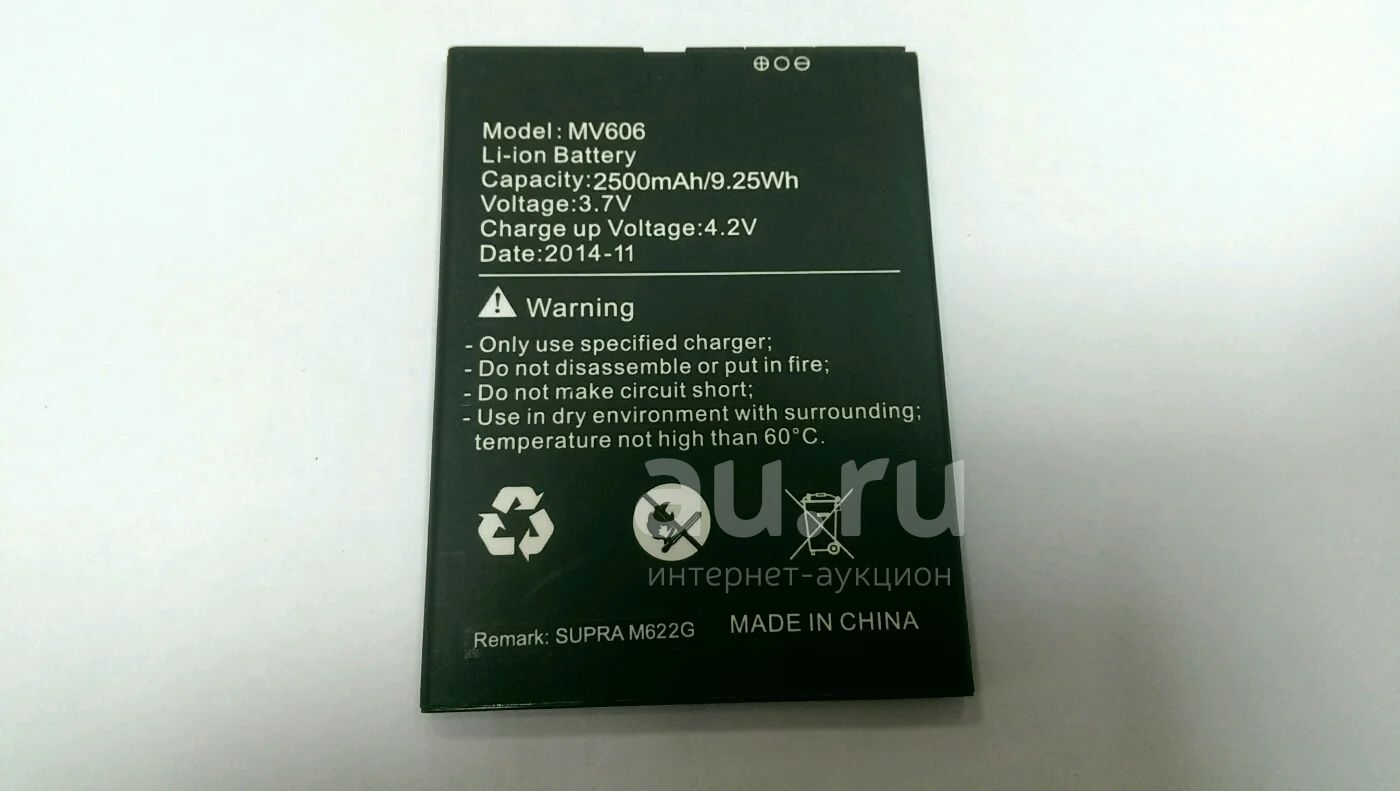 ⊕○⊖
Model: MV606
Li-ion Battery
Capacity:2500mAh/9.25Wh
Voltage:3.7V
Charge up Voltage:4.2V
Date:2014-11
Warning
- Only use specified charger;
- Do not disassemble or put in fire;
- Do not make circuit short;
- Use in dry environment with surrounding;
temperature not high than 60°C.
au.ru
интернет-аукцион
Remark: SUPRA M622G
MADE IN CHINA